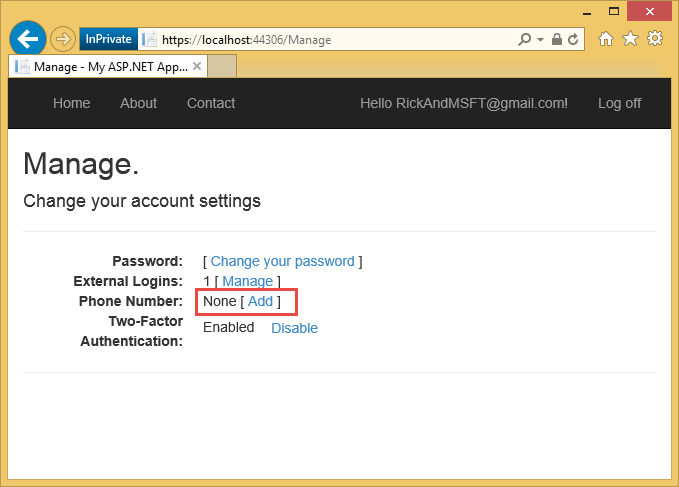 InPrivate https://localhost:44306/Manage
Manage - My ASP.NET App...
Home About Contact Hello RickAndMSFT@gmail.com! Log off
Manage.
Change your account settings
Password: [ Change your password ]
External Logins: 1 [ Manage ]
Phone Number: None [ Add ]
Two-Factor
Authentication: Enabled Disable